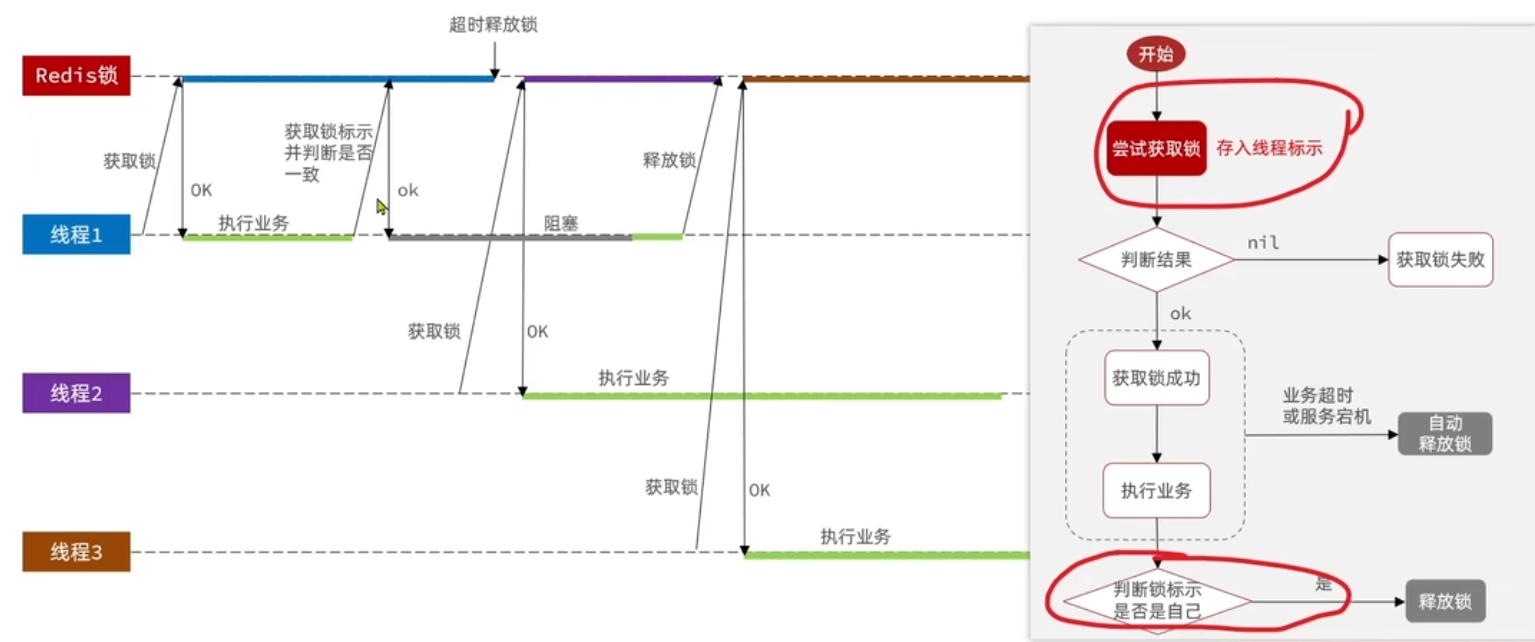 超时释放锁
Redis锁
获取锁
OK
获取锁标示
并判断是否
一致
ok
释放锁
线程1
执行业务
阻塞
获取锁
OK
线程2
执行业务
获取锁
OK
线程3
执行业务
开始
尝试获取锁
存入线程标示
判断结果
nil
获取锁失败
ok
获取锁成功
执行业务
业务超时
或服务宕机
自动
释放锁
判断锁标示
是否是自己
是
释放锁